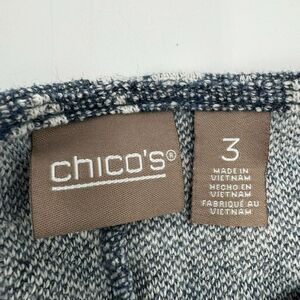 chico's®
3
MADE IN
VIETNAM
HECHO EN
VIETNAM
FABRIQUÉ AU
VIETNAM